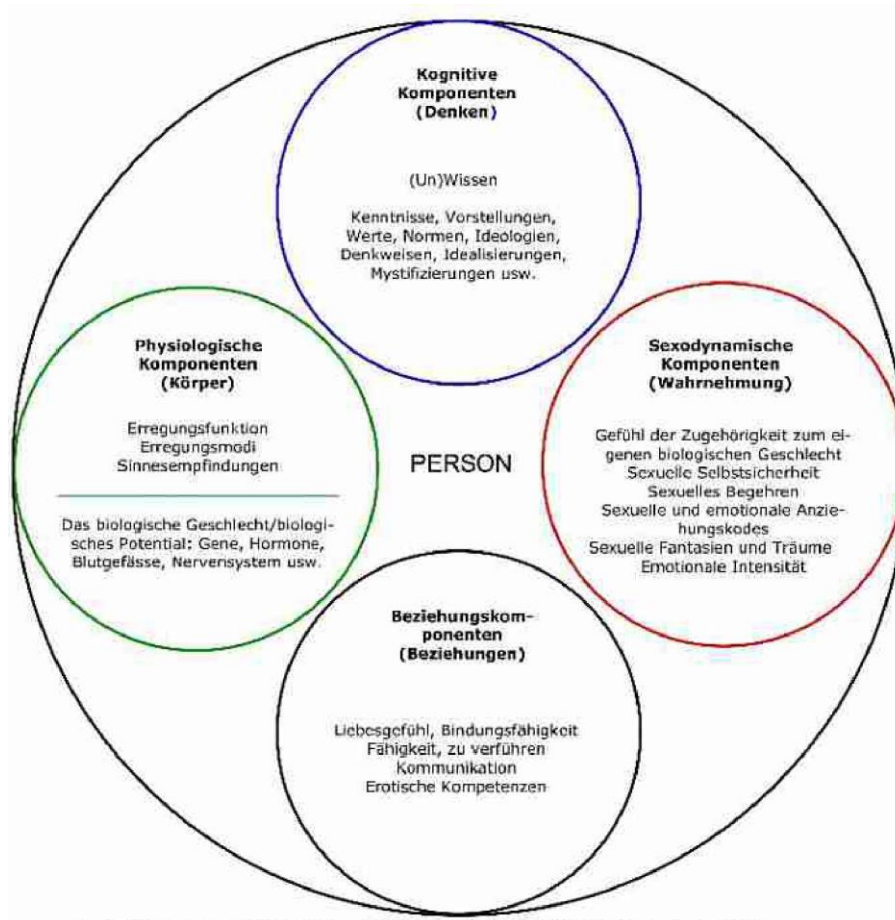 Kognitive
Komponenten
(Denken)
(Un)Wissen
Kenntnisse, Vorstellungen,
Werte, Normen, Ideologien,
Denkweisen, Idealisierungen,
Mystifizierungen usw.
Physiologische
Komponenten
(Körper)
Erregungsfunktion
Erregungsmodi
Sinnesempfindungen
Das biologische Geschlecht/biologi-
sches Potential: Gene, Hormone,
Blutgefässe, Nervensystem usw.
PERSON
Sexodynamische
Komponenten
(Wahrnehmung)
Gefühl der Zugehörigkeit zum ei-
genen biologischen Geschlecht
Sexuelle Selbstsicherheit
Sexuelles Begehren
Sexuelle und emotionale Anzie-
hungskodes
Sexuelle Fantasien und Träume
Emotionale Intensität
Beziehungskom-
ponenten
(Beziehungen)
Liebesgefühl, Bindungsfähigkeit
Fähigkeit, zu verführen
Kommunikation
Erotische Kompetenzen